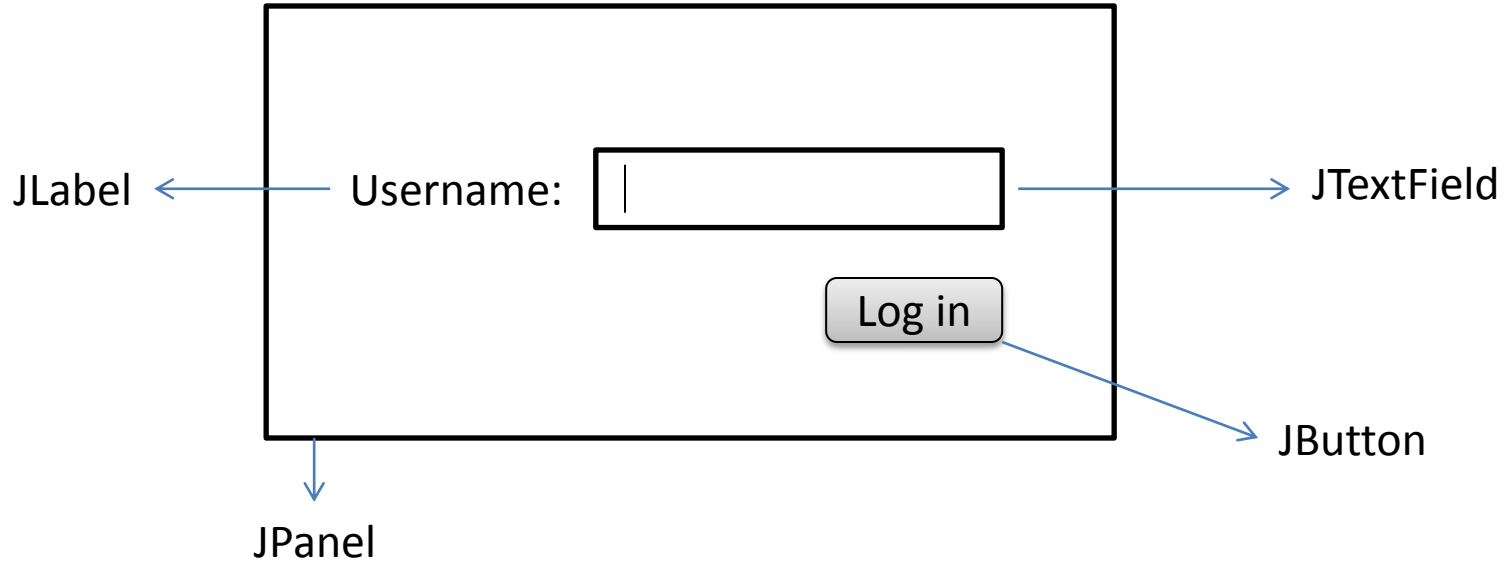 JLabel
Username:
JTextField
Log in
JButton
JPanel